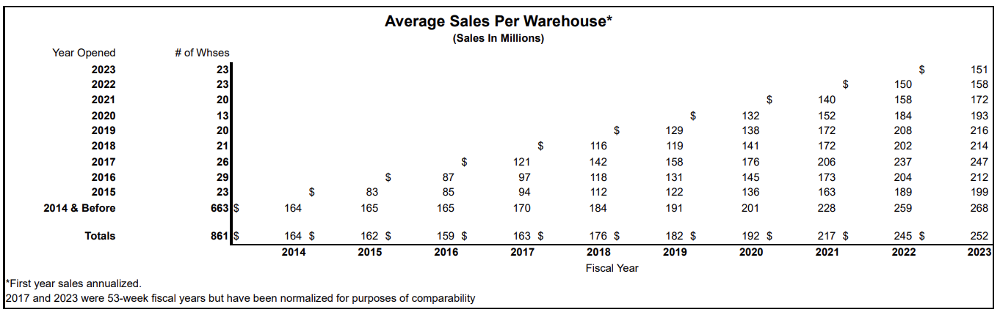 Average Sales Per Warehouse*
(Sales In Millions)
Year Opened # of Whses
2023 23 $ 151
2022 23 $ 150 158
2021 20 $ 140 158 172
2020 13 $ 132 152 184 193
2019 20 $ 129 138 172 208 216
2018 21 $ 116 119 141 172 202 214
2017 26 $ 121 142 158 176 206 237 247
2016 29 $ 87 97 118 131 145 173 204 212
2015 23 $ 83 85 94 112 122 136 163 189 199
2014 & Before 663 $ 164 165 165 170 184 191 201 228 259 268
Totals 861 $ 164 $ 162 $ 159 $ 163 $ 176 $ 182 $ 192 $ 217 $ 245 $ 252
2014 2015 2016 2017 2018 2019 2020 2021 2022 2023
Fiscal Year
*First year sales annualized.
2017 and 2023 were 53-week fiscal years but have been normalized for purposes of comparability